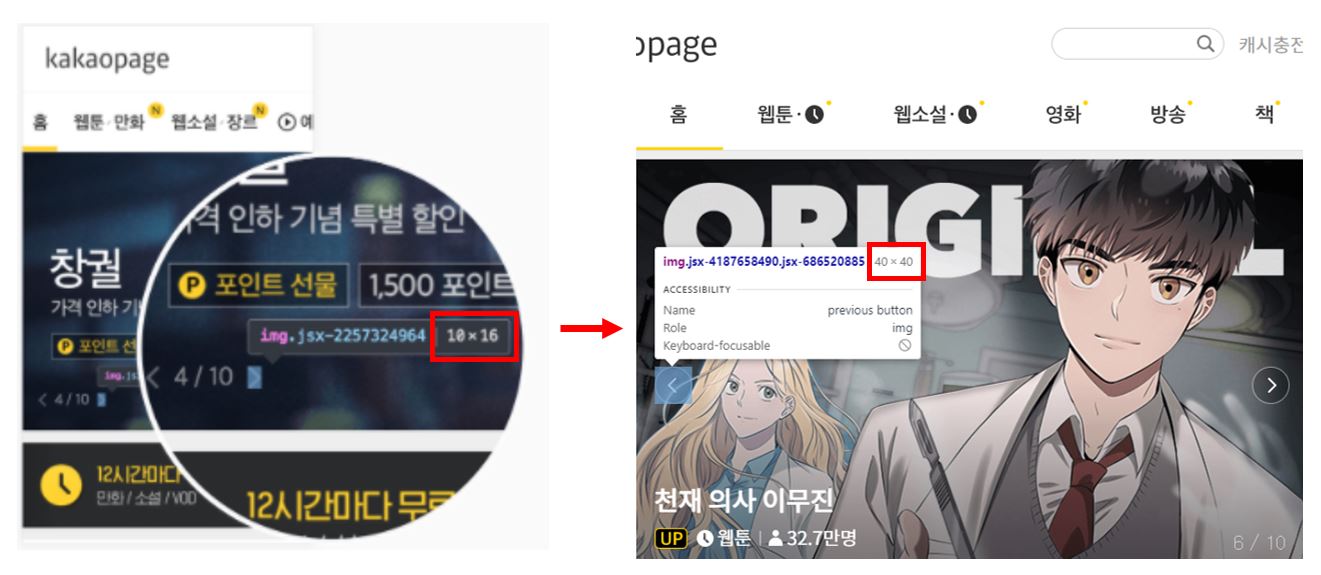 kakaopage
홈 웹툰·만화 N 웹소설·장르 N 예
창궐
가격 인하 기
P 포인트 선
img.js
< 4/10
12시간마다
만화 / 소설 / VOD
가격 인하 기념 특별 할인
P 포인트 선물 1,500 포인트
img.jsx-2257324964 10×16
< 4 / 10
12시간마다 무료
opage
캐시충전
홈 웹툰· 웹소설· 영화 방송 책
ORIGI L
img.jsx-4187658490.jsx-686520885 40×40
ACCESSIBILITY
Name previous button
Role img
Keyboard-focusable
천재 의사 이무진
UP 웹툰 | 32.7만명
6 / 10